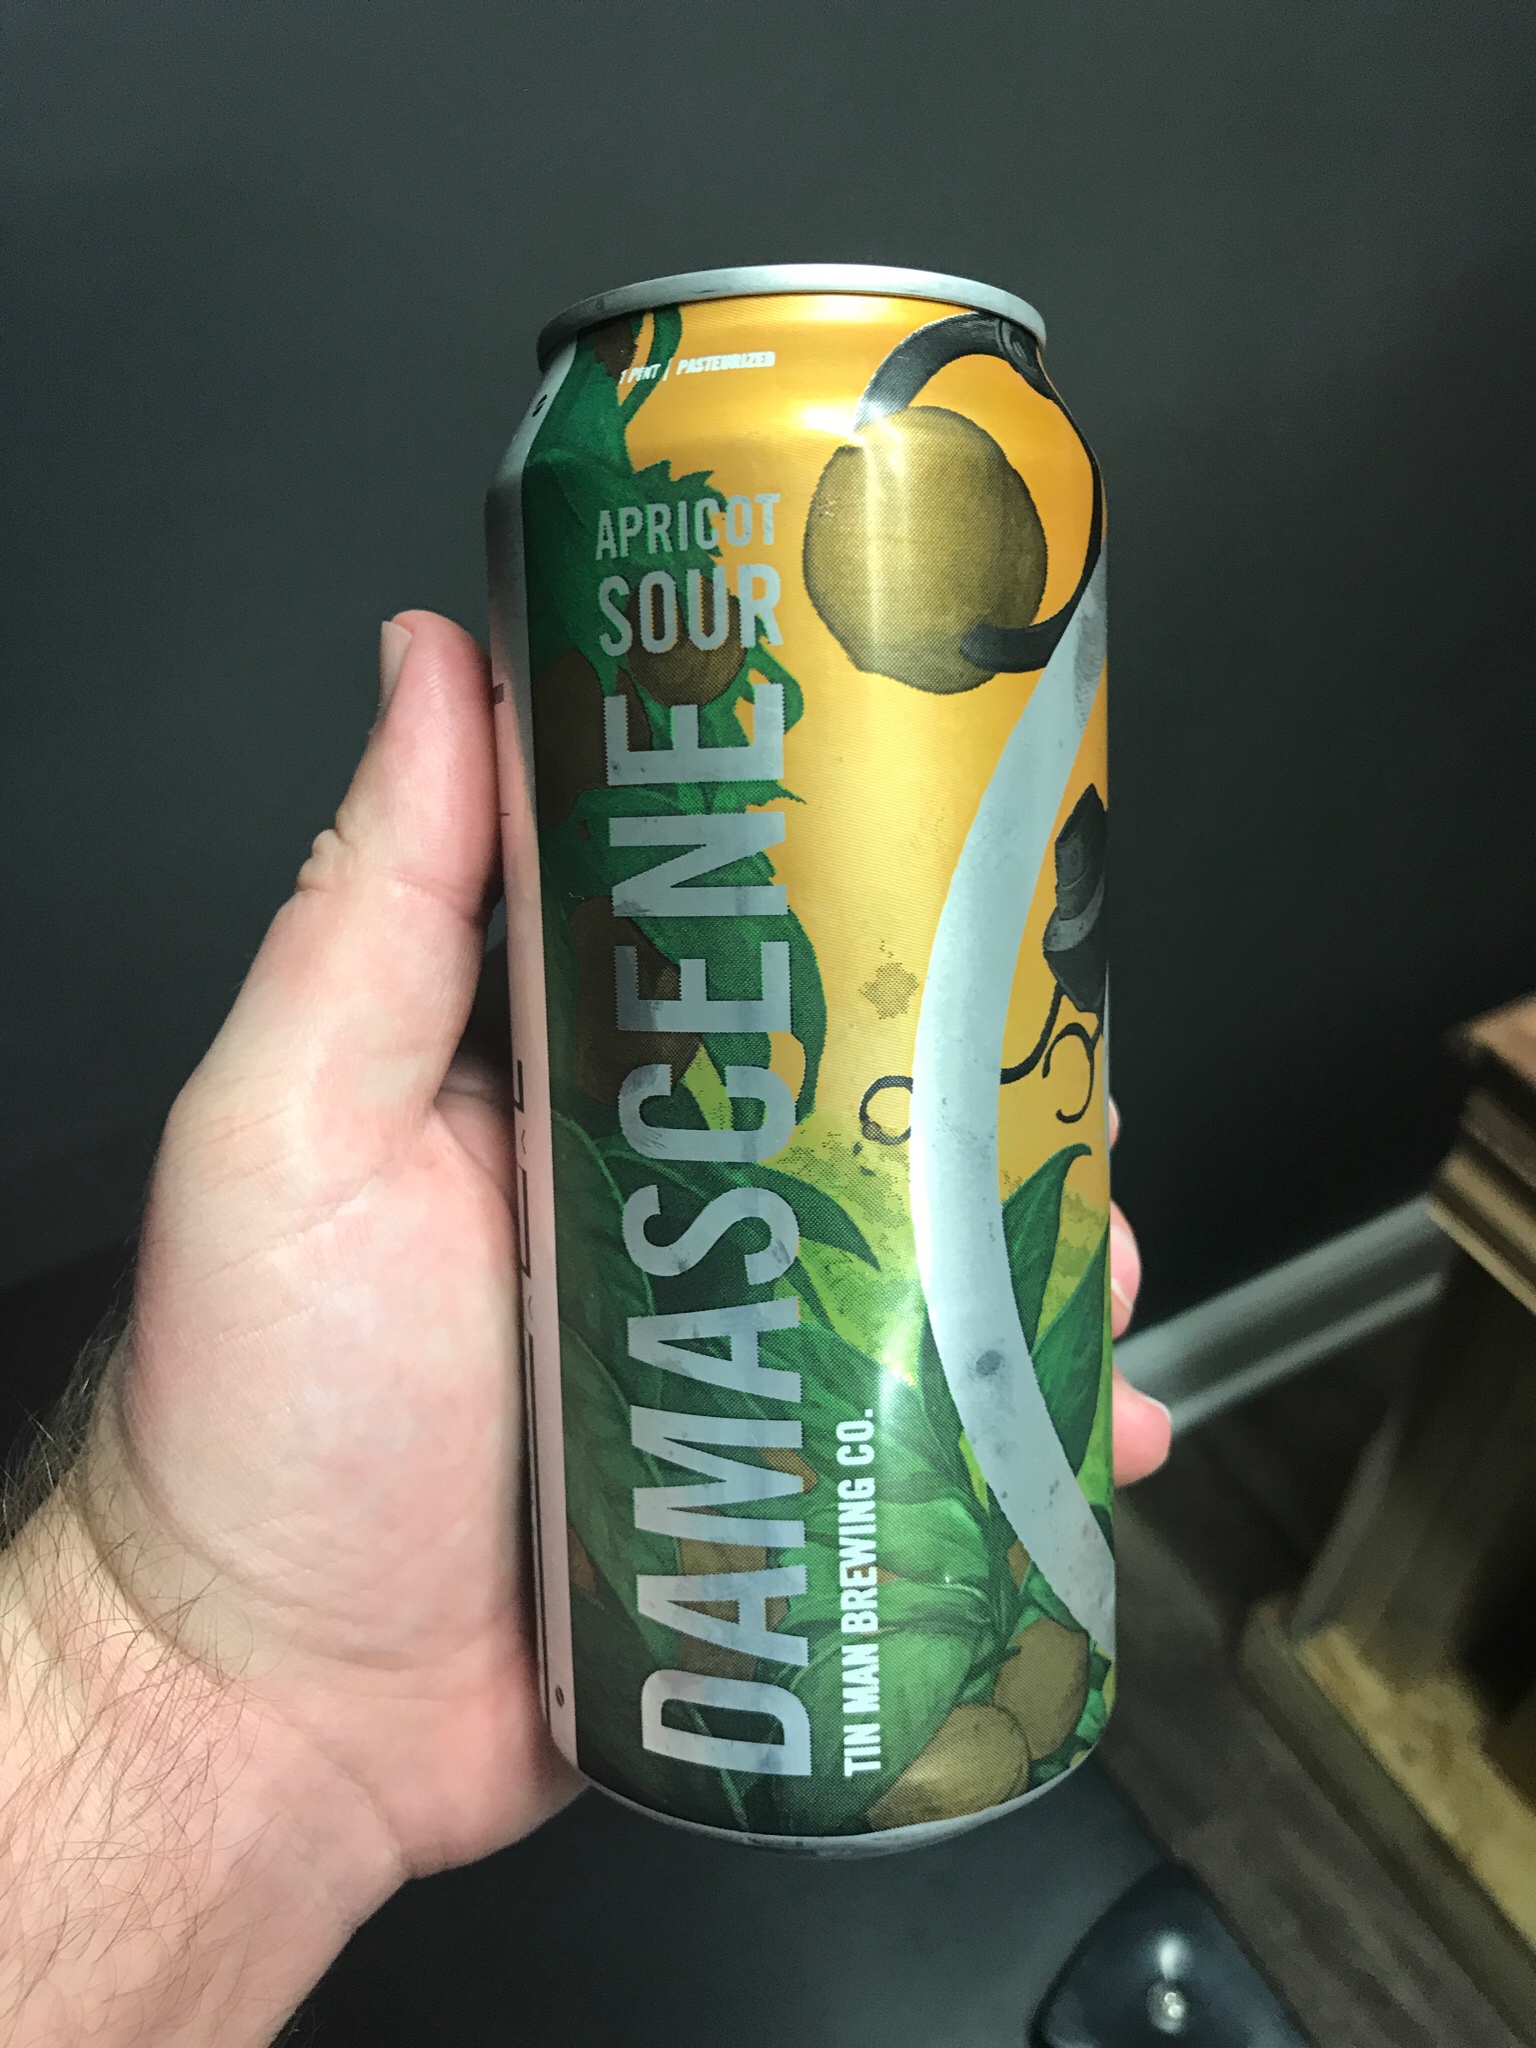 1 PINT | PASTEURIZED
APRICOT
SOUR
DAMASCENE
TIN MAN BREWING CO.